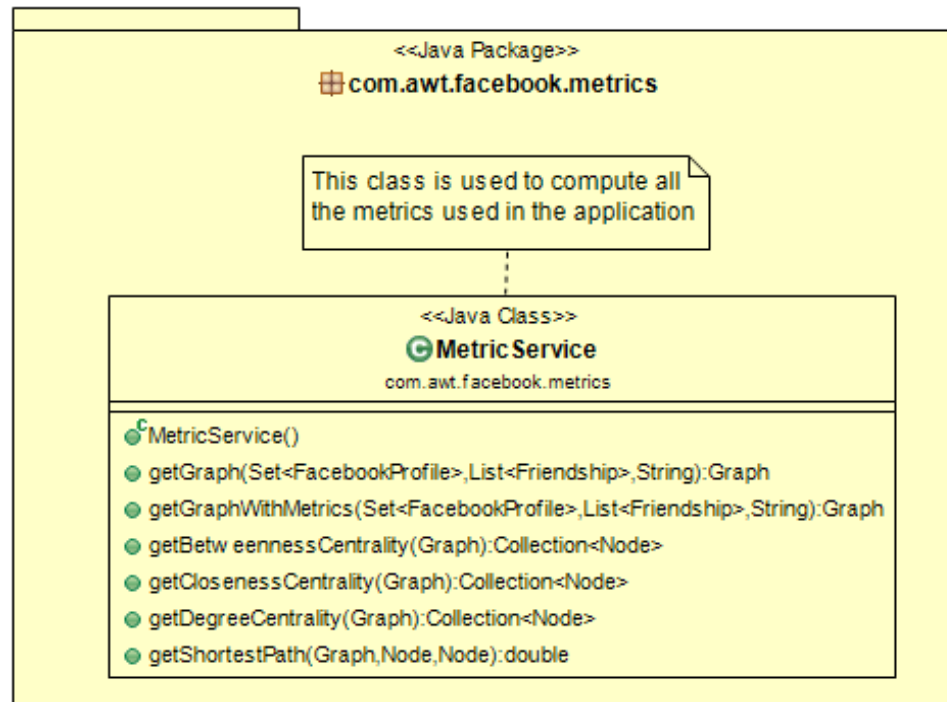 <<Java Package>>
com.awt.facebook.metrics
This class is used to compute all
the metrics used in the application
<<Java Class>>
C MetricService
com.awt.facebook.metrics
C MetricService()
getGraph(Set<FacebookProfile>,List<Friendship>,String):Graph
getGraphWithMetrics(Set<FacebookProfile>,List<Friendship>,String):Graph
getBetweennessCentrality(Graph):Collection<Node>
getClosenessCentrality(Graph):Collection<Node>
getDegreeCentrality(Graph):Collection<Node>
getShortestPath(Graph,Node,Node):double